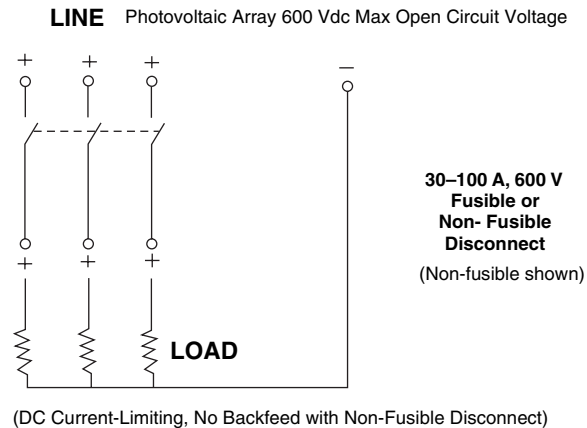 LINE Photovoltaic Array 600 Vdc Max Open Circuit Voltage
+ + + –
+ + +
30–100 A, 600 V
Fusible or
Non- Fusible
Disconnect
(Non-fusible shown)
LOAD
(DC Current-Limiting, No Backfeed with Non-Fusible Disconnect)